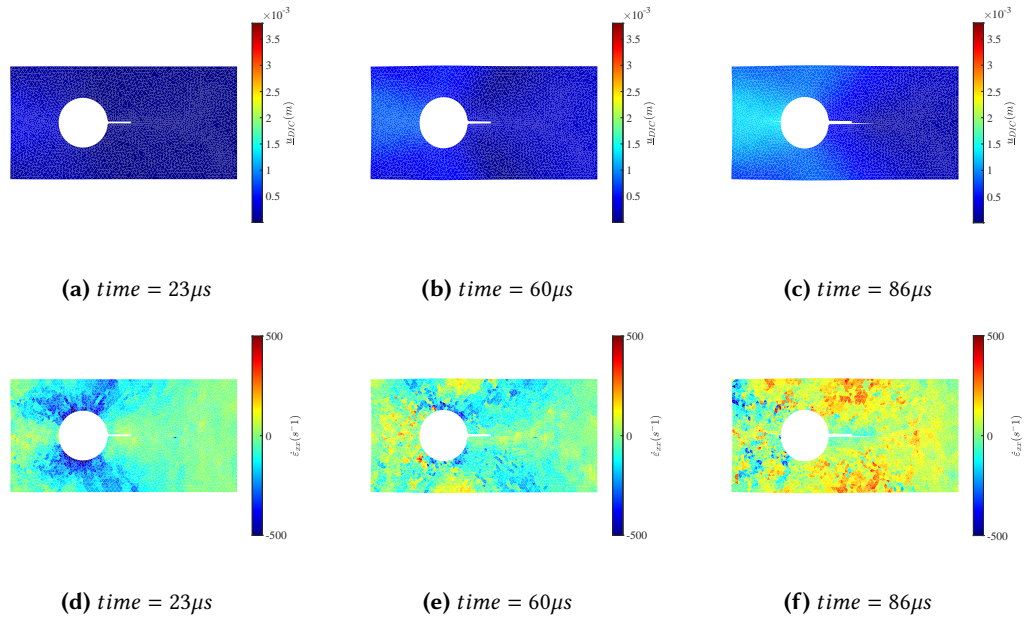 ×10⁻³ ×10⁻³ ×10⁻³
3.5 3.5 3.5
3 3 3
2.5 2.5 2.5
2 u_DIC(m) 2 u_DIC(m) 2 u_DIC(m)
1.5 1.5 1.5
1 1 1
0.5 0.5 0.5
(a) time = 23μs (b) time = 60μs (c) time = 86μs
500 500 500
0 ε̇ₓₓ(s⁻¹) 0 ε̇ₓₓ(s⁻¹) 0 ε̇ₓₓ(s⁻¹)
-500 -500 -500
(d) time = 23μs (e) time = 60μs (f) time = 86μs